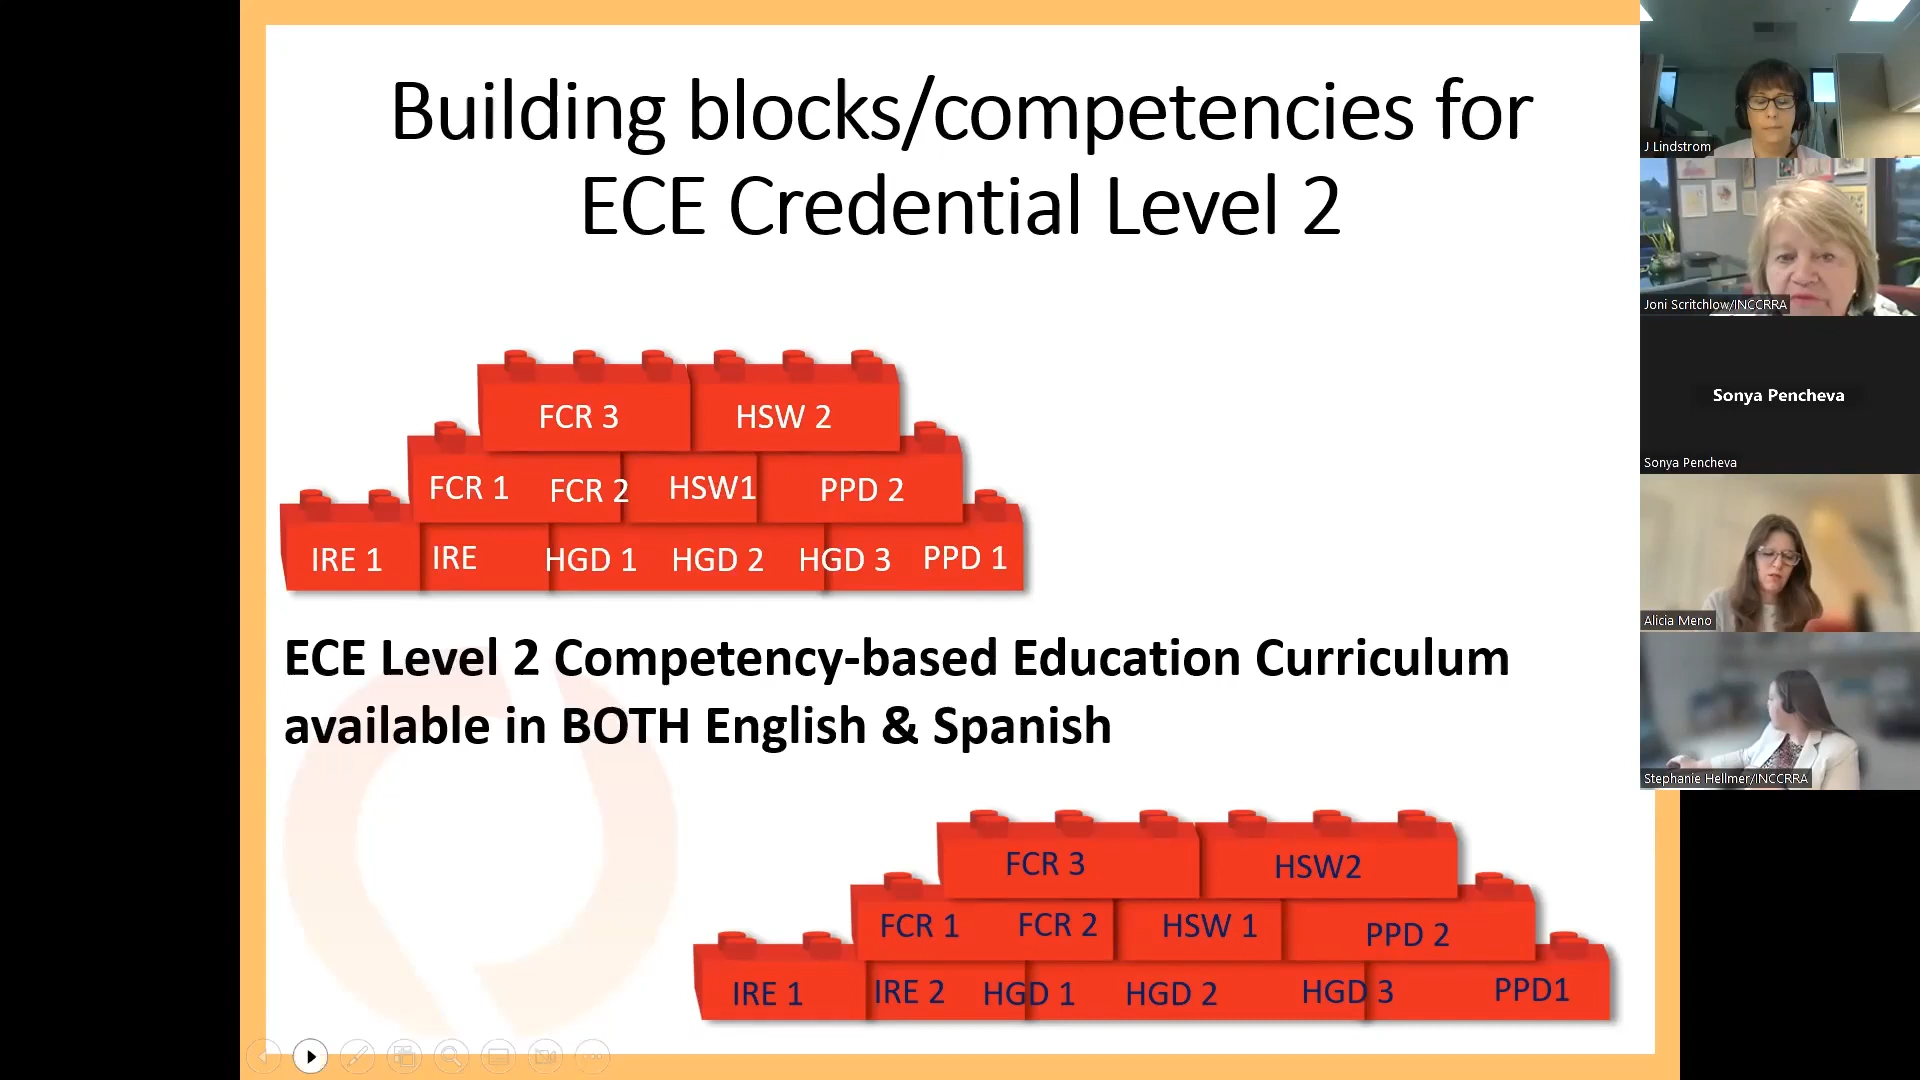 Building blocks/competencies for
ECE Credential Level 2
FCR 3 HSW 2
FCR 1 FCR 2 HSW1 PPD 2
IRE 1 IRE HGD 1 HGD 2 HGD 3 PPD 1
ECE Level 2 Competency-based Education Curriculum
available in BOTH English & Spanish
FCR 3 HSW2
FCR 1 FCR 2 HSW 1 PPD 2
IRE 1 IRE 2 HGD 1 HGD 2 HGD 3 PPD1
J Lindstrom
Joni Scritchlow/INCCRRA
Sonya Pencheva
Sonya Pencheva
Alicia Meno
Stephanie Hellmer/INCCRRA